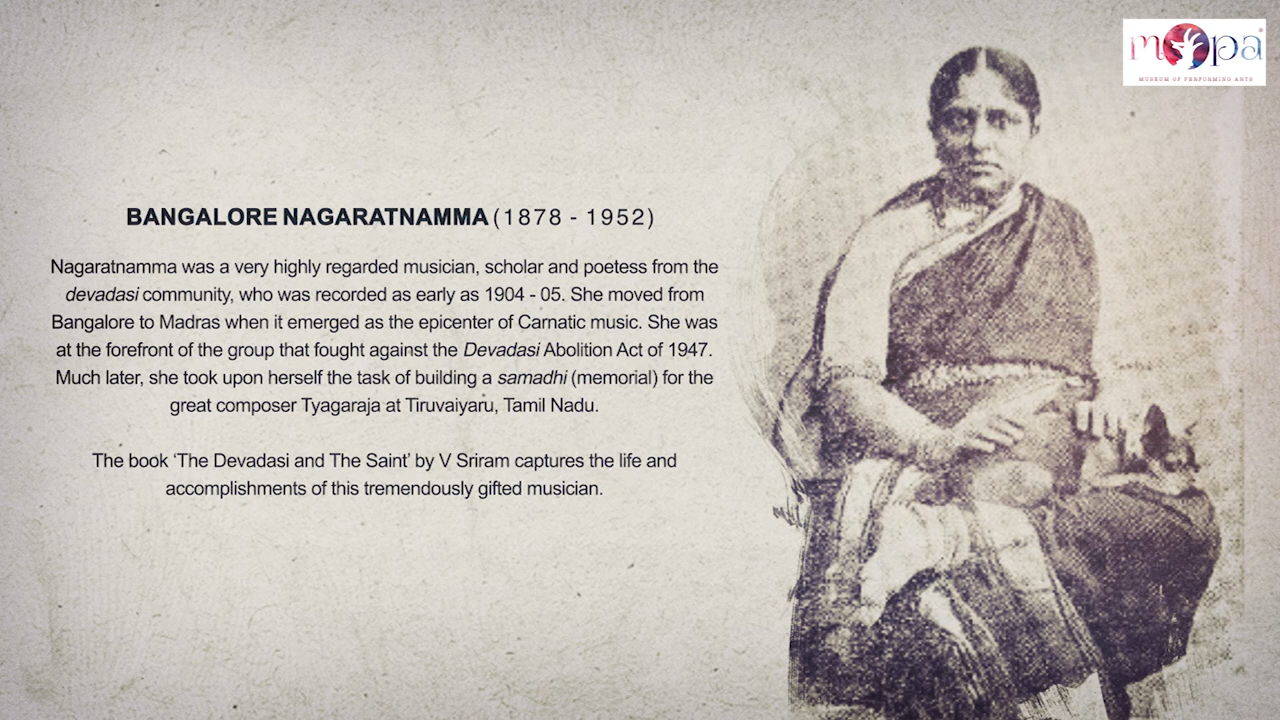 mopa
MUSEUM OF PERFORMING ARTS
BANGALORE NAGARATNAMMA (1878 - 1952)
Nagaratnamma was a very highly regarded musician, scholar and poetess from the
devadasi community, who was recorded as early as 1904 - 05. She moved from
Bangalore to Madras when it emerged as the epicenter of Carnatic music. She was
at the forefront of the group that fought against the Devadasi Abolition Act of 1947.
Much later, she took upon herself the task of building a samadhi (memorial) for the
great composer Tyagaraja at Tiruvaiyaru, Tamil Nadu.
The book ‘The Devadasi and The Saint’ by V Sriram captures the life and
accomplishments of this tremendously gifted musician.